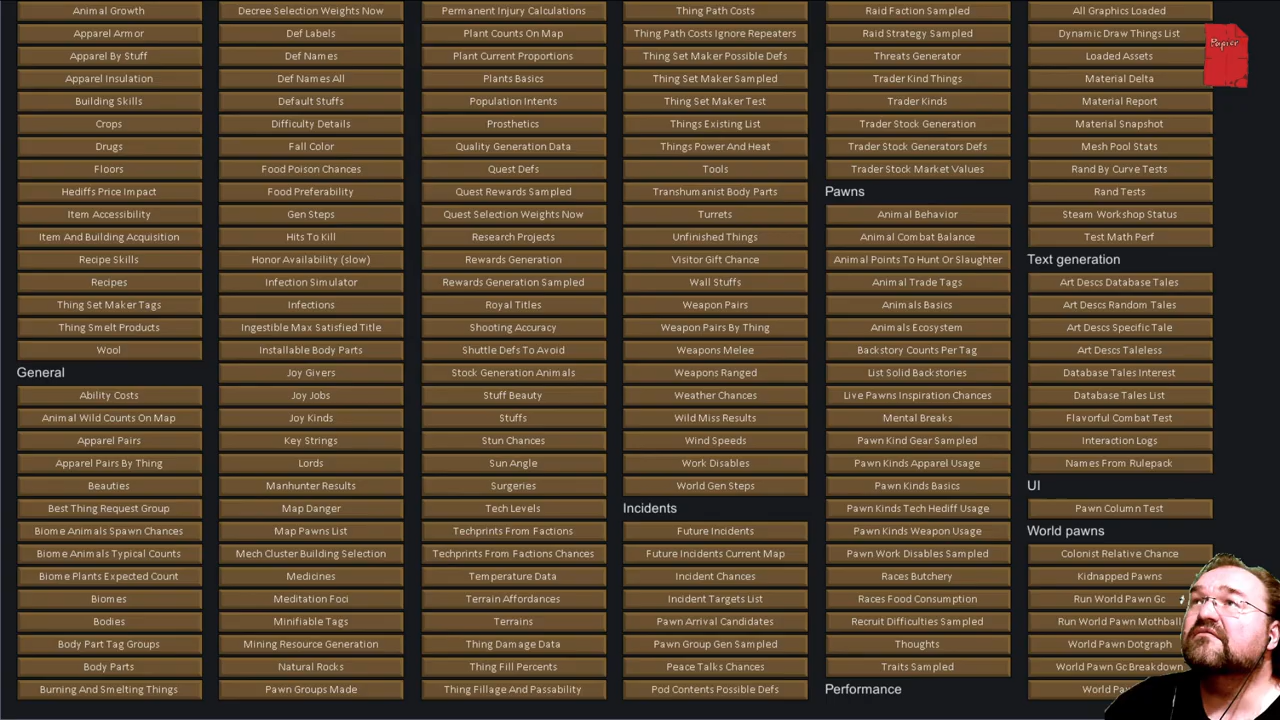 Animal Growth
Apparel Armor
Apparel By Stuff
Apparel Insulation
Building Skills
Crops
Drugs
Floors
Hediffs Price Impact
Item Accessibility
Item And Building Acquisition
Recipe Skills
Recipes
Thing Set Maker Tags
Thing Smelt Products
Wool
General
Ability Costs
Animal Wild Counts On Map
Apparel Pairs
Apparel Pairs By Thing
Beauties
Best Thing Request Group
Biome Animals Spawn Chances
Biome Animals Typical Counts
Biome Plants Expected Count
Biomes
Bodies
Body Part Tag Groups
Body Parts
Burning And Smelting Things
Decree Selection Weights Now
Def Labels
Def Names
Def Names All
Default Stuffs
Difficulty Details
Fall Color
Food Poison Chances
Food Preferability
Gen Steps
Hits To Kill
Honor Availability (slow)
Infection Simulator
Infections
Ingestible Max Satisfied Title
Installable Body Parts
Joy Givers
Joy Jobs
Joy Kinds
Key Strings
Lords
Manhunter Results
Map Danger
Map Pawns List
Mech Cluster Building Selection
Medicines
Meditation Foci
Minifiable Tags
Mining Resource Generation
Natural Rocks
Pawn Groups Made
Permanent Injury Calculations
Plant Counts On Map
Plant Current Proportions
Plants Basics
Population Intents
Prosthetics
Quality Generation Data
Quest Defs
Quest Rewards Sampled
Quest Selection Weights Now
Research Projects
Rewards Generation
Rewards Generation Sampled
Royal Titles
Shooting Accuracy
Shuttle Defs To Avoid
Stock Generation Animals
Stuff Beauty
Stuffs
Stun Chances
Sun Angle
Surgeries
Tech Levels
Techprints From Factions
Techprints From Factions Chances
Temperature Data
Terrain Affordances
Terrains
Thing Damage Data
Thing Fill Percents
Thing Fillage And Passability
Thing Path Costs
Thing Path Costs Ignore Repeaters
Thing Set Maker Possible Defs
Thing Set Maker Sampled
Thing Set Maker Test
Things Existing List
Things Power And Heat
Tools
Transhumanist Body Parts
Turrets
Unfinished Things
Visitor Gift Chance
Wall Stuffs
Weapon Pairs
Weapon Pairs By Thing
Weapons Melee
Weapons Ranged
Weather Chances
Wild Miss Results
Wind Speeds
Work Disables
World Gen Steps
Incidents
Future Incidents
Future Incidents Current Map
Incident Chances
Incident Targets List
Pawn Arrival Candidates
Pawn Group Gen Sampled
Peace Talks Chances
Pod Contents Possible Defs
Raid Faction Sampled
Raid Strategy Sampled
Threats Generator
Trader Kind Things
Trader Kinds
Trader Stock Generation
Trader Stock Generators Defs
Trader Stock Market Values
Pawns
Animal Behavior
Animal Combat Balance
Animal Points To Hunt Or Slaughter
Animal Trade Tags
Animals Basics
Animals Ecosystem
Backstory Counts Per Tag
List Solid Backstories
Live Pawns Inspiration Chances
Mental Breaks
Pawn Kind Gear Sampled
Pawn Kinds Apparel Usage
Pawn Kinds Basics
Pawn Kinds Tech Hediff Usage
Pawn Kinds Weapon Usage
Pawn Work Disables Sampled
Races Butchery
Races Food Consumption
Recruit Difficulties Sampled
Thoughts
Traits Sampled
Performance
All Graphics Loaded
Dynamic Draw Things List
Loaded Assets
Material Delta
Material Report
Material Snapshot
Mesh Pool Stats
Rand By Curve Tests
Rand Tests
Steam Workshop Status
Test Math Perf
Text generation
Art Descs Database Tales
Art Descs Random Tales
Art Descs Specific Tale
Art Descs Taleless
Database Tales Interest
Database Tales List
Flavorful Combat Test
Interaction Logs
Names From Rulepack
UI
Pawn Column Test
World pawns
Colonist Relative Chance
Kidnapped Pawns
Run World Pawn Gc
Run World Pawn Mothball
World Pawn Dotgraph
World Pawn Gc Breakdown
World
Papier